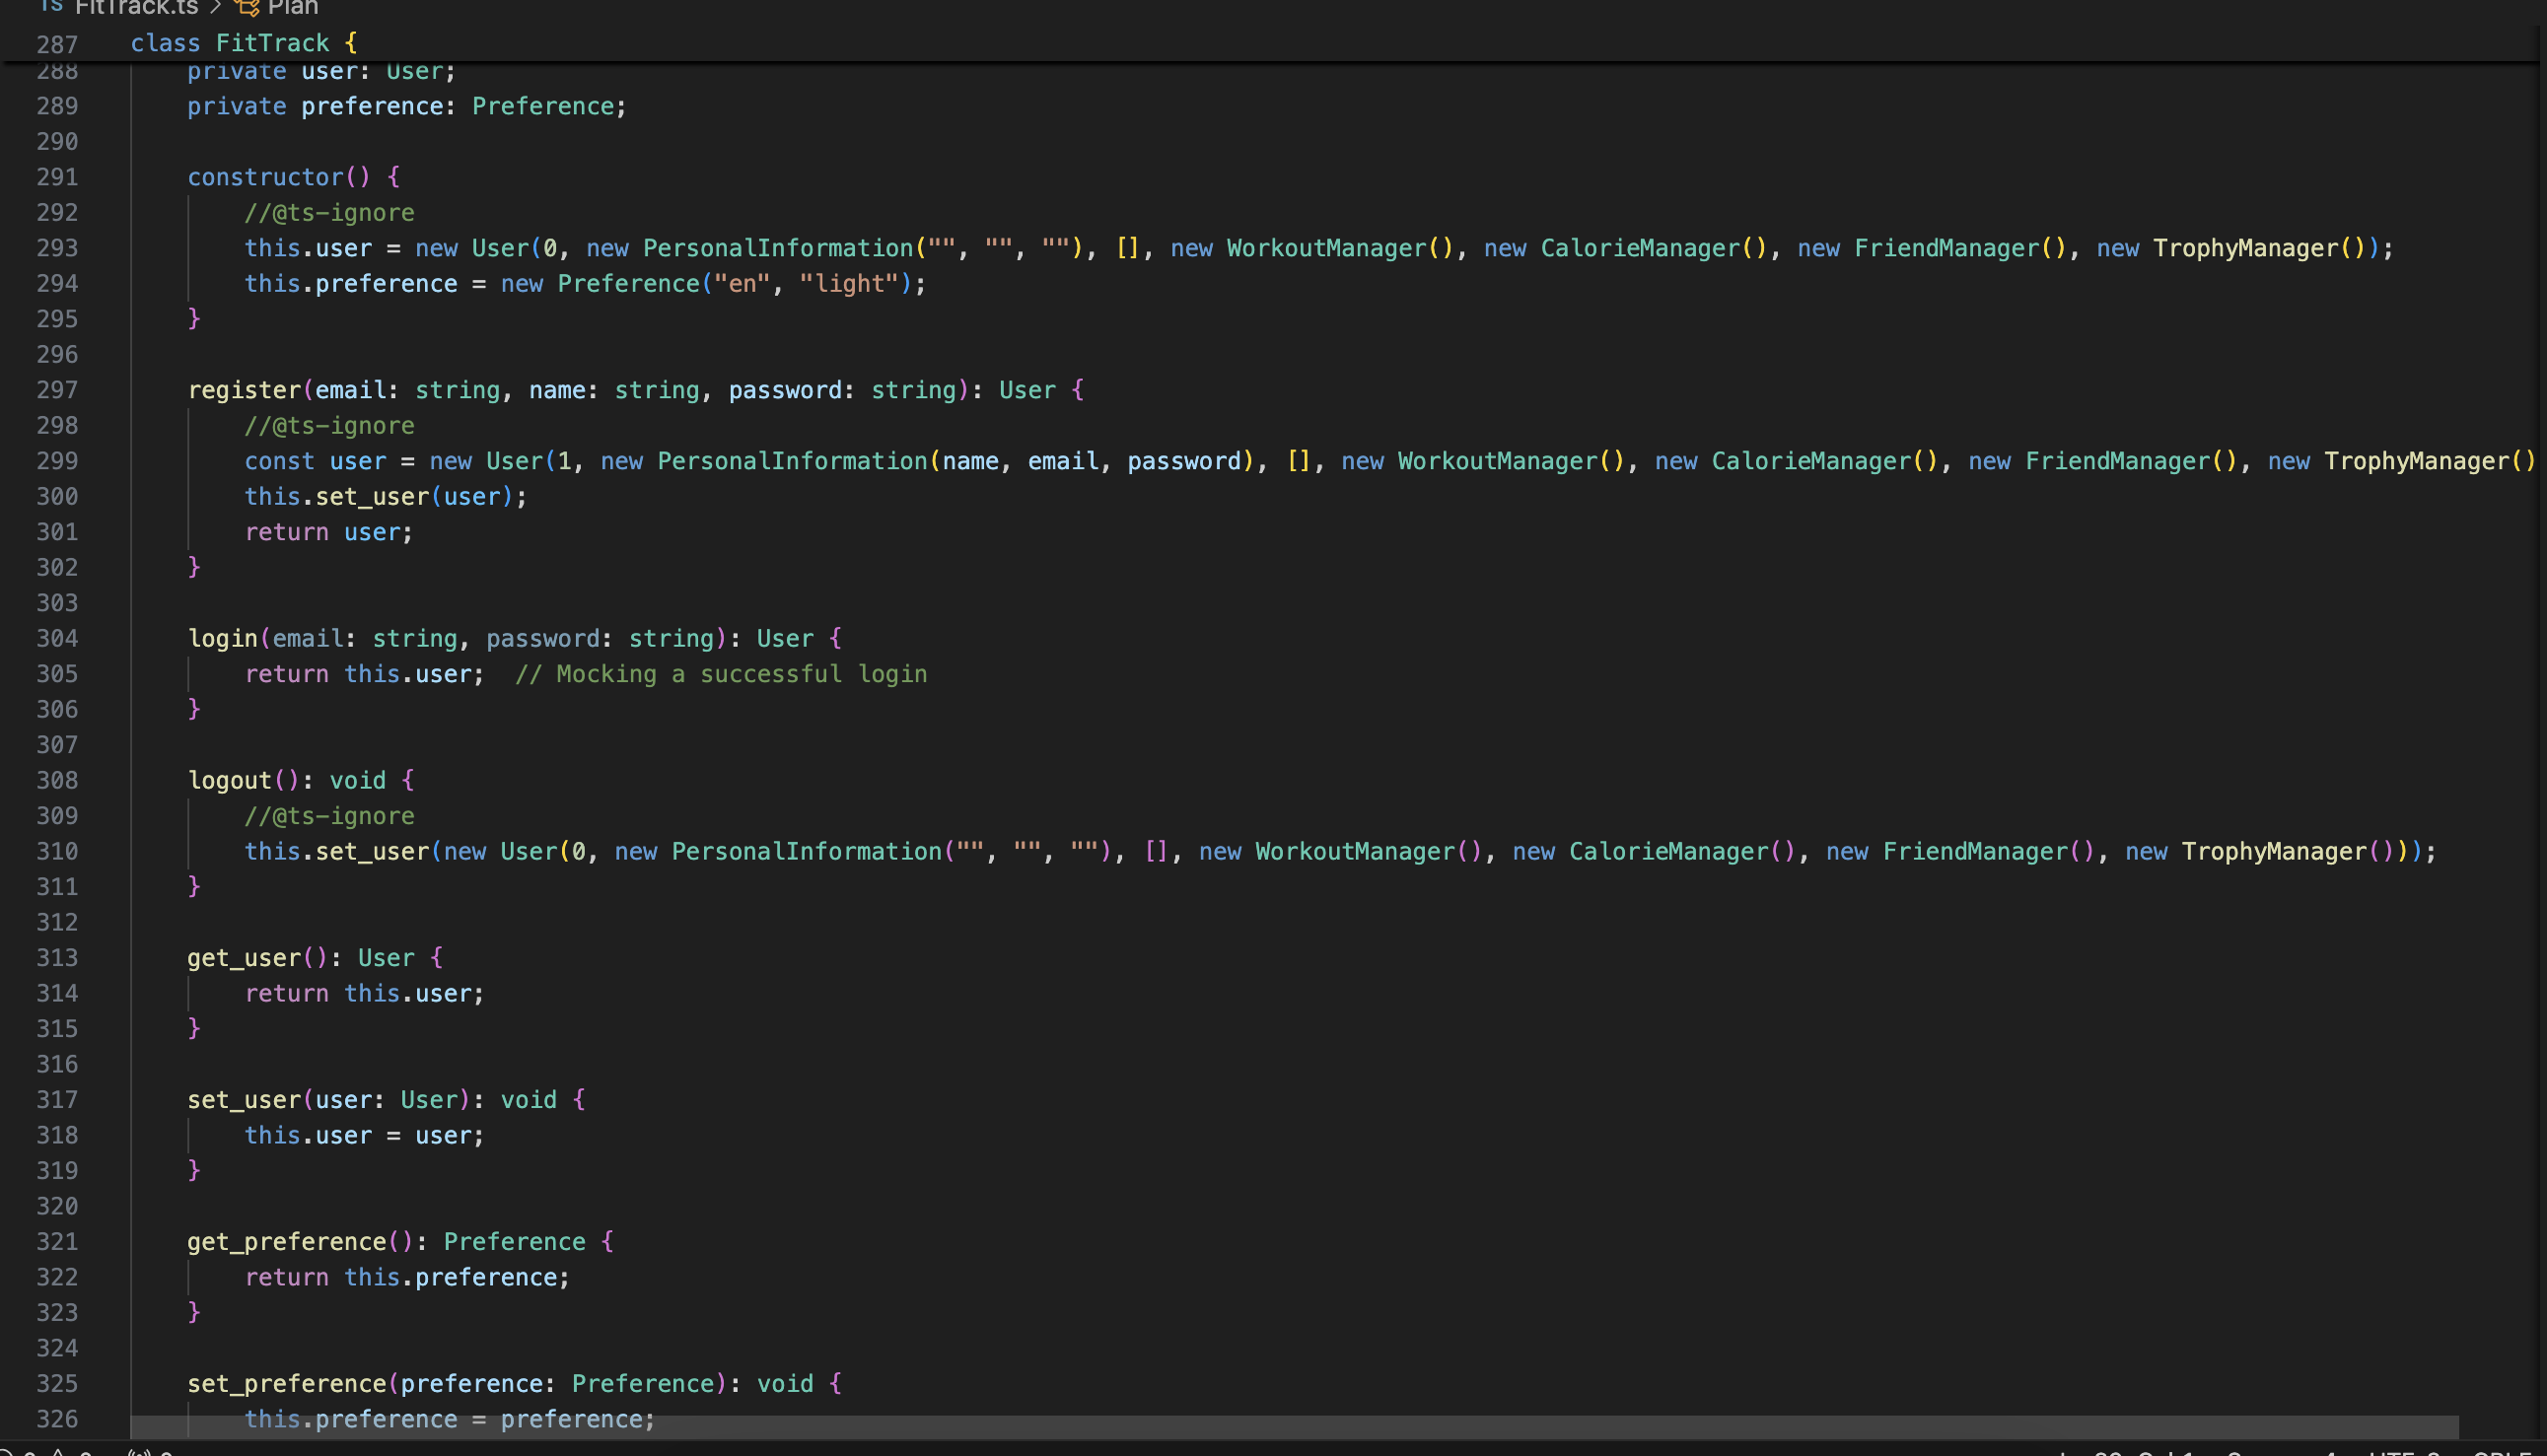 TS FitTrack.ts > Plan
287 class FitTrack {
288 private user: User;
289 private preference: Preference;
290
291 constructor() {
292 //@ts-ignore
293 this.user = new User(0, new PersonalInformation("", "", ""), [], new WorkoutManager(), new CalorieManager(), new FriendManager(), new TrophyManager());
294 this.preference = new Preference("en", "light");
295 }
296
297 register(email: string, name: string, password: string): User {
298 //@ts-ignore
299 const user = new User(1, new PersonalInformation(name, email, password), [], new WorkoutManager(), new CalorieManager(), new FriendManager(), new TrophyManager()
300 this.set_user(user);
301 return user;
302 }
303
304 login(email: string, password: string): User {
305 return this.user; // Mocking a successful login
306 }
307
308 logout(): void {
309 //@ts-ignore
310 this.set_user(new User(0, new PersonalInformation("", "", ""), [], new WorkoutManager(), new CalorieManager(), new FriendManager(), new TrophyManager()));
311 }
312
313 get_user(): User {
314 return this.user;
315 }
316
317 set_user(user: User): void {
318 this.user = user;
319 }
320
321 get_preference(): Preference {
322 return this.preference;
323 }
324
325 set_preference(preference: Preference): void {
326 this.preference = preference;